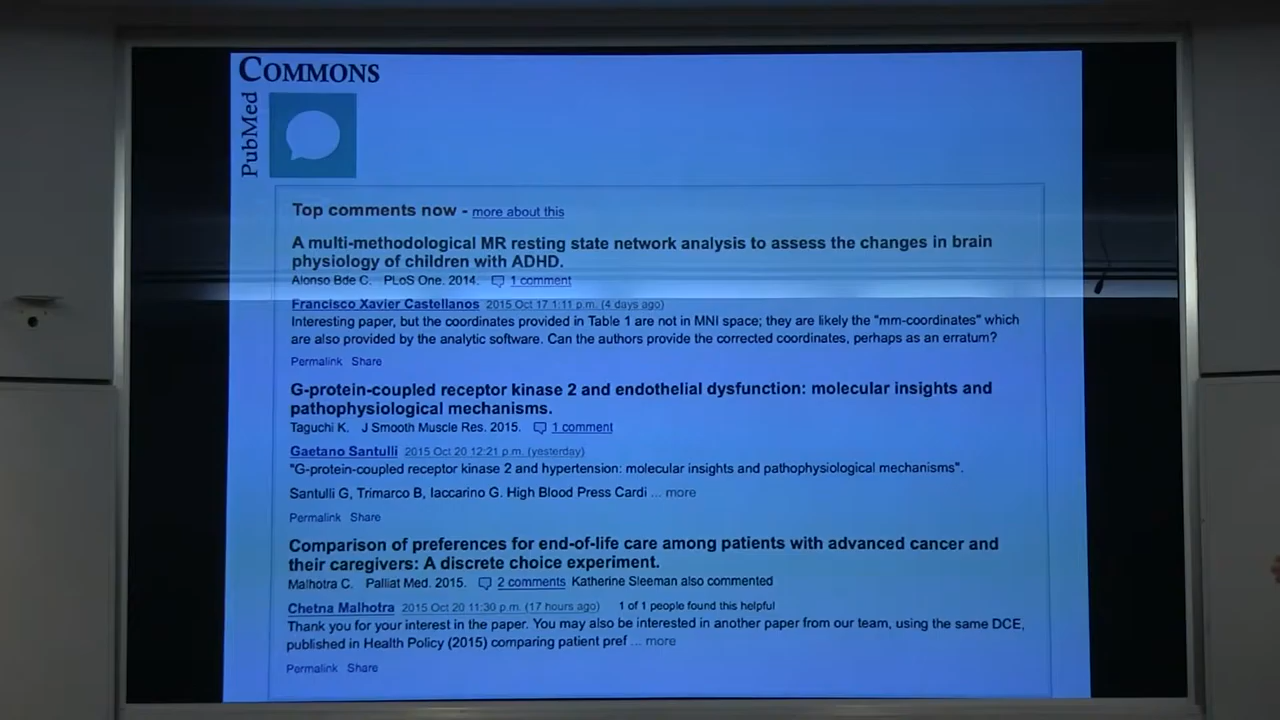 COMMONS
PubMed
Top comments now - more about this
A multi-methodological MR resting state network analysis to assess the changes in brain
physiology of children with ADHD.
Alonso Bde C. PLoS One. 2014. 1 comment
Francisco Xavier Castellanos 2015 Oct 17 1:11 p.m. (4 days ago)
Interesting paper, but the coordinates provided in Table 1 are not in MNI space; they are likely the "mm-coordinates" which
are also provided by the analytic software. Can the authors provide the corrected coordinates, perhaps as an erratum?
Permalink Share
G-protein-coupled receptor kinase 2 and endothelial dysfunction: molecular insights and
pathophysiological mechanisms.
Taguchi K. J Smooth Muscle Res. 2015. 1 comment
Gaetano Santulli 2015 Oct 20 12:21 p.m. (yesterday)
"G-protein-coupled receptor kinase 2 and hypertension: molecular insights and pathophysiological mechanisms".
Santulli G, Trimarco B, Iaccarino G. High Blood Press Cardi ... more
Permalink Share
Comparison of preferences for end-of-life care among patients with advanced cancer and
their caregivers: A discrete choice experiment.
Malhotra C. Palliat Med. 2015. 2 comments Katherine Sleeman also commented
Chetna Malhotra 2015 Oct 20 11:30 p.m. (17 hours ago) 1 of 1 people found this helpful
Thank you for your interest in the paper. You may also be interested in another paper from our team, using the same DCE,
published in Health Policy (2015) comparing patient pref ... more
Permalink Share